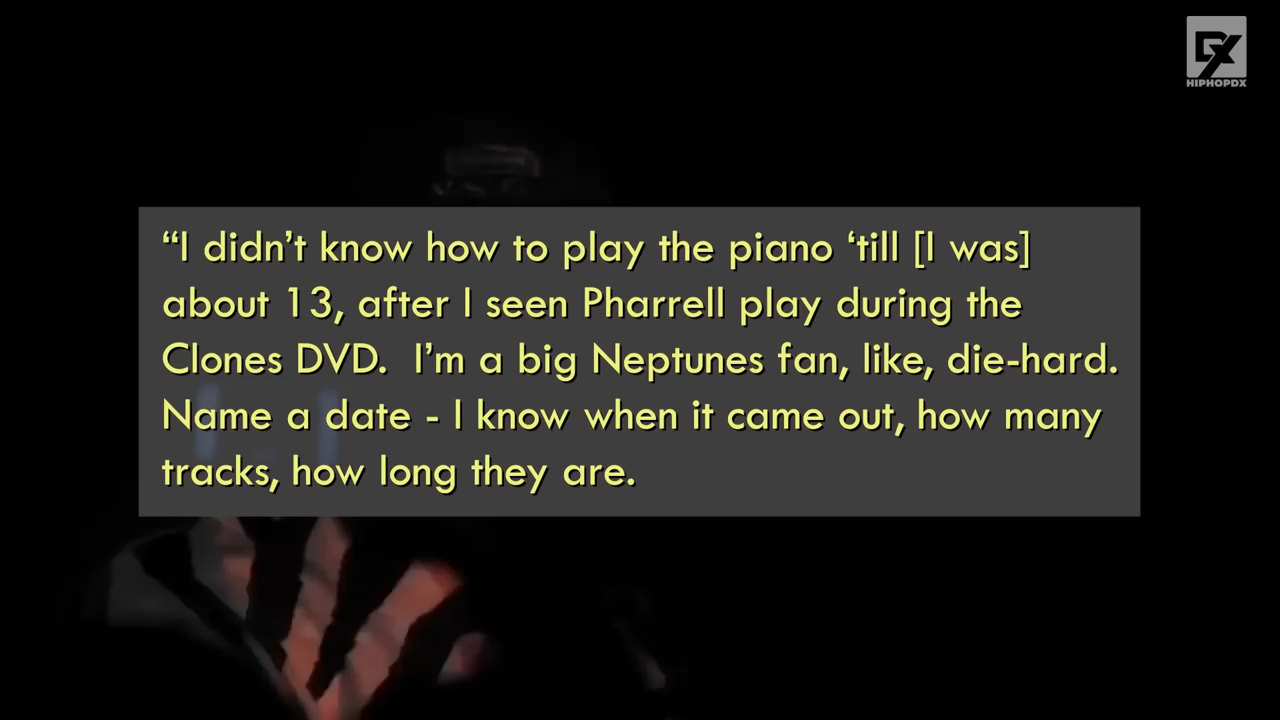 DX
HIPHOPDX
“I didn’t know how to play the piano ‘till [I was]
about 13, after I seen Pharrell play during the
Clones DVD.  I’m a big Neptunes fan, like, die-hard.
Name a date - I know when it came out, how many
tracks, how long they are.